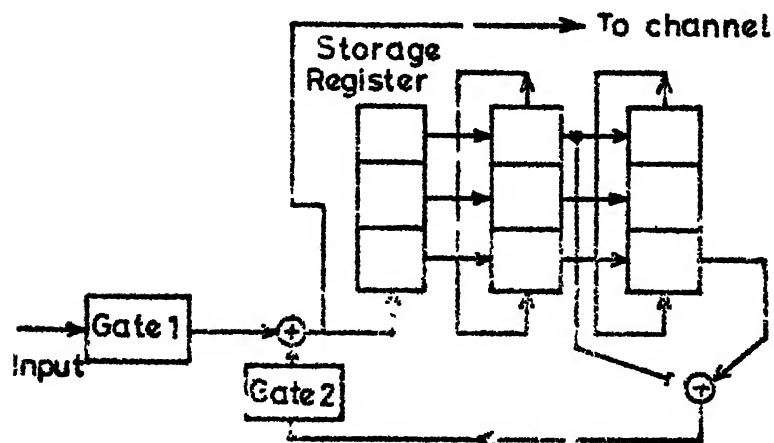 To channel
Storage
Register
Gate 1
Input
Gate 2